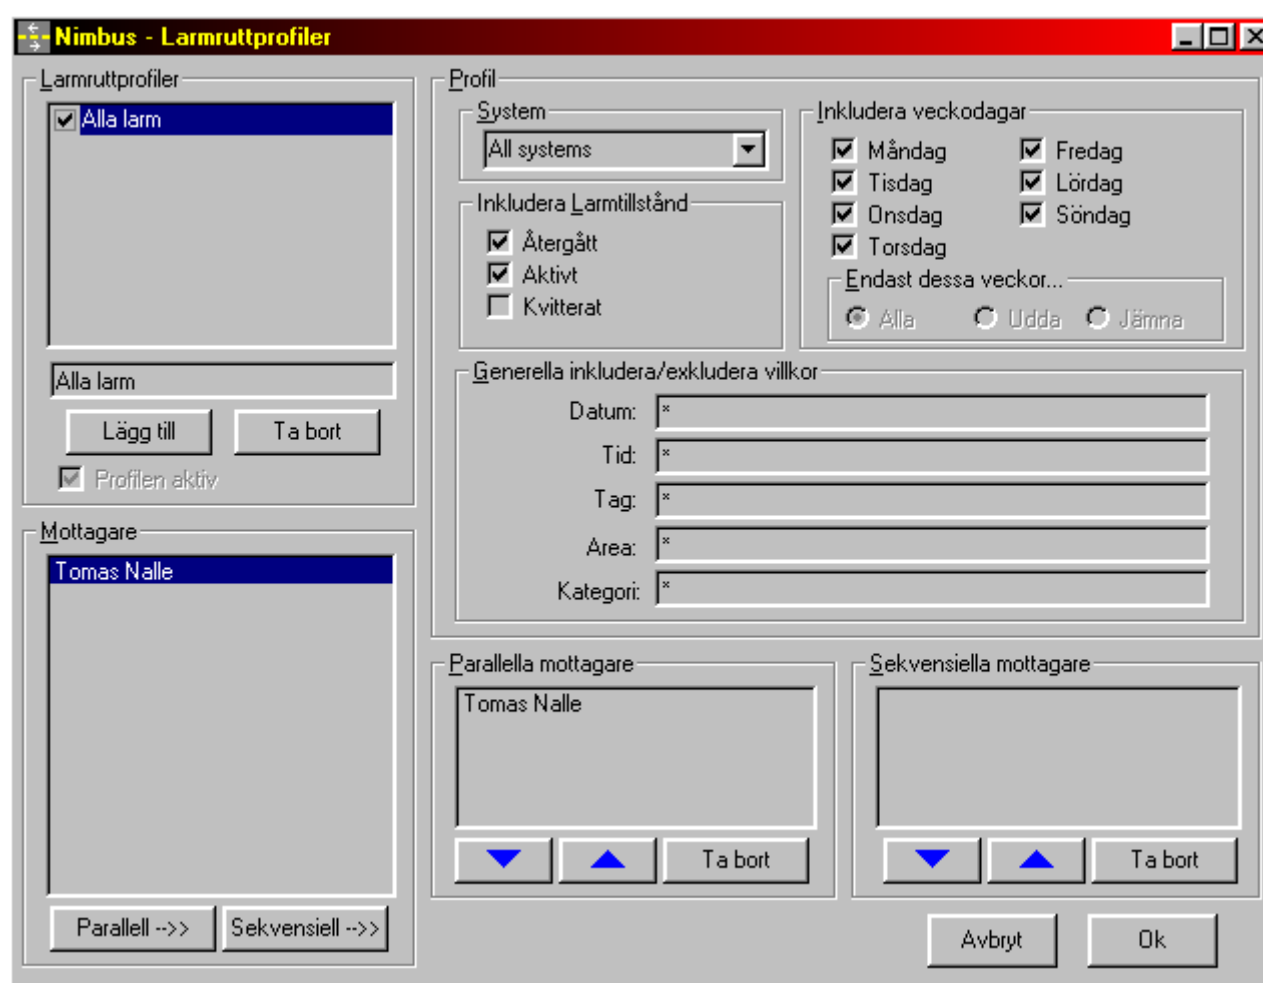 Nimbus - Larmruttprofiler
Larmruttprofiler
Alla larm
Alla larm
Lägg till
Ta bort
Profilen aktiv
Mottagare
Tomas Nalle
Parallell -->>
Sekvensiell -->>
Profil
System
All systems
Inkludera Larmtillstånd
Återgått
Aktivt
Kvitterat
Inkludera veckodagar
Måndag
Tisdag
Onsdag
Torsdag
Fredag
Lördag
Söndag
Endast dessa veckor...
Alla
Udda
Jämna
Generella inkludera/exkludera villkor
Datum: *
Tid: *
Tag: *
Area: *
Kategori: *
Parallella mottagare
Tomas Nalle
Ta bort
Sekvensiella mottagare
Ta bort
Avbryt
Ok